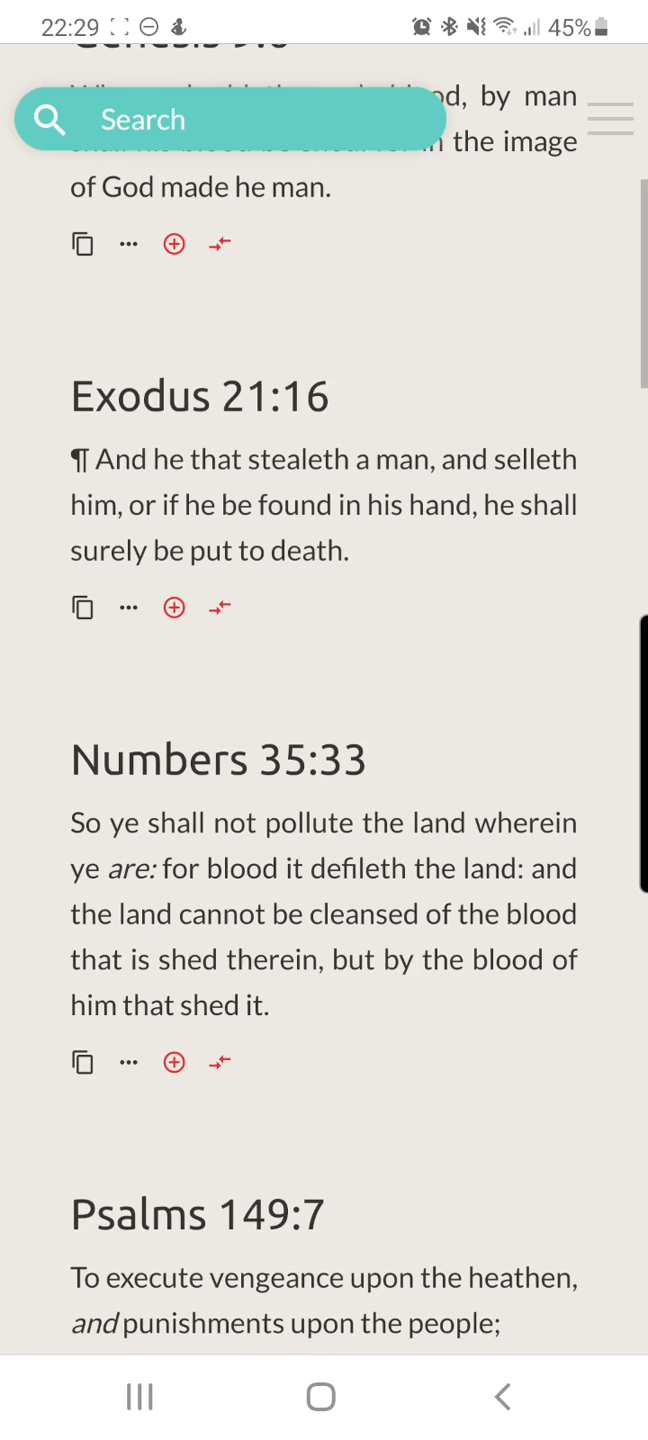 22:29
45%
Search
by man
the image
of God made he man.
Exodus 21:16
¶ And he that stealeth a man, and selleth
him, or if he be found in his hand, he shall
surely be put to death.
Numbers 35:33
So ye shall not pollute the land wherein
ye are: for blood it defileth the land: and
the land cannot be cleansed of the blood
that is shed therein, but by the blood of
him that shed it.
Psalms 149:7
To execute vengeance upon the heathen,
and punishments upon the people;